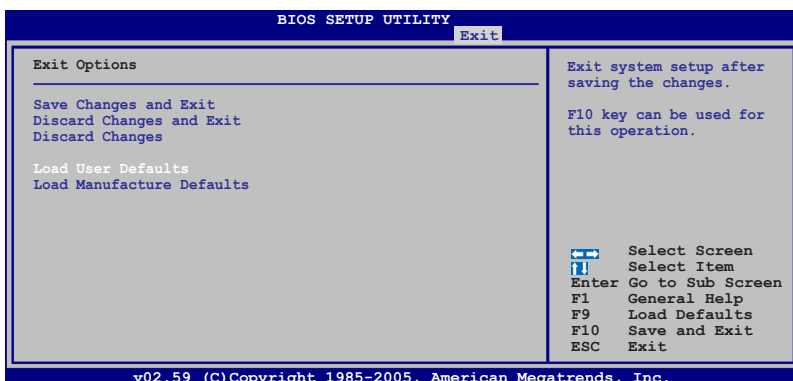 BIOS SETUP UTILITY
Exit
Exit Options
Save Changes and Exit
Discard Changes and Exit
Discard Changes
Load User Defaults
Load Manufacture Defaults
Exit system setup after
saving the changes.
F10 key can be used for
this operation.
Select Screen
Select Item
Enter Go to Sub Screen
F1 General Help
F9 Load Defaults
F10 Save and Exit
ESC Exit
v02.59 (C)Copyright 1985-2005, American Megatrends, Inc.